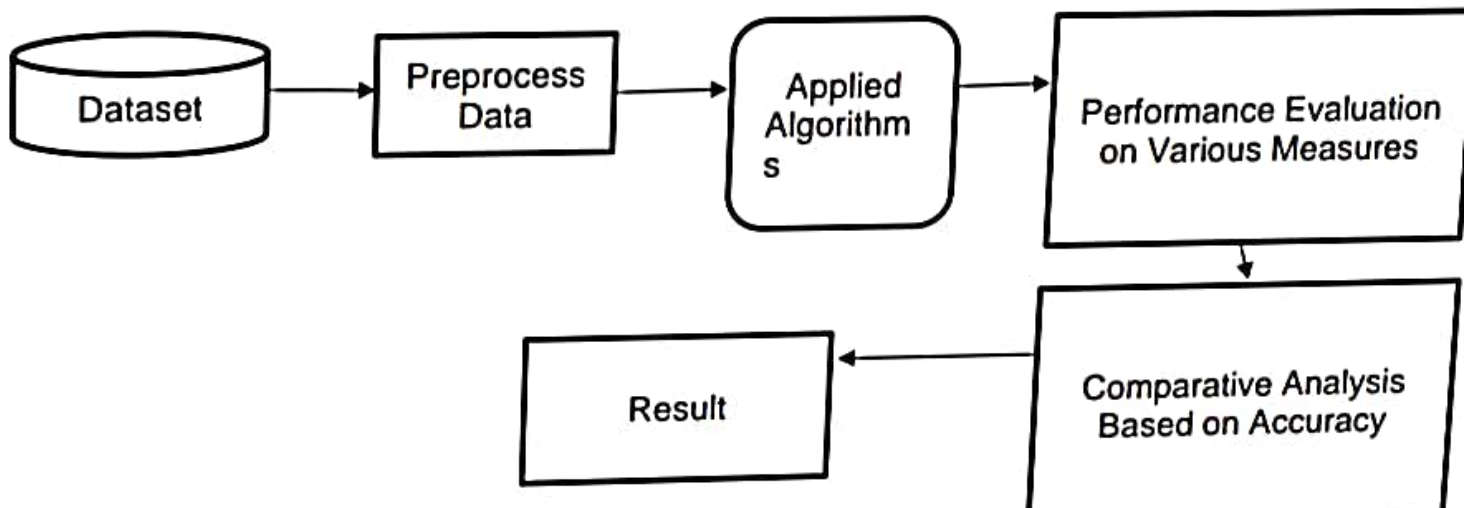 Dataset
Preprocess
Data
Applied
Algorithm
s
Performance Evaluation
on Various Measures
Comparative Analysis
Based on Accuracy
Result